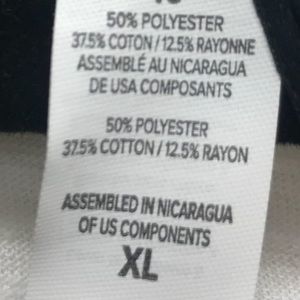 50% POLYESTER
37.5% COTON / 12.5% RAYONNE
ASSEMBLÉ AU NICARAGUA
DE USA COMPOSANTS
50% POLYESTER
37.5% COTTON / 12.5% RAYON
ASSEMBLED IN NICARAGUA
OF US COMPONENTS
XL